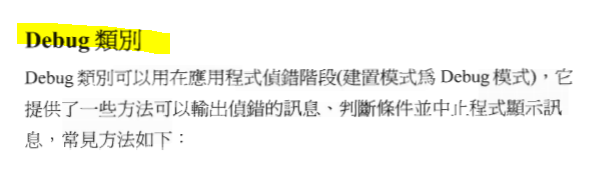 Debug 類別
Debug 類別可以用在應用程式偵錯階段(建置模式為 Debug 模式)，它
提供了一些方法可以輸出偵錯的訊息、判斷條件並中止程式顯示訊
息，常見方法如下：